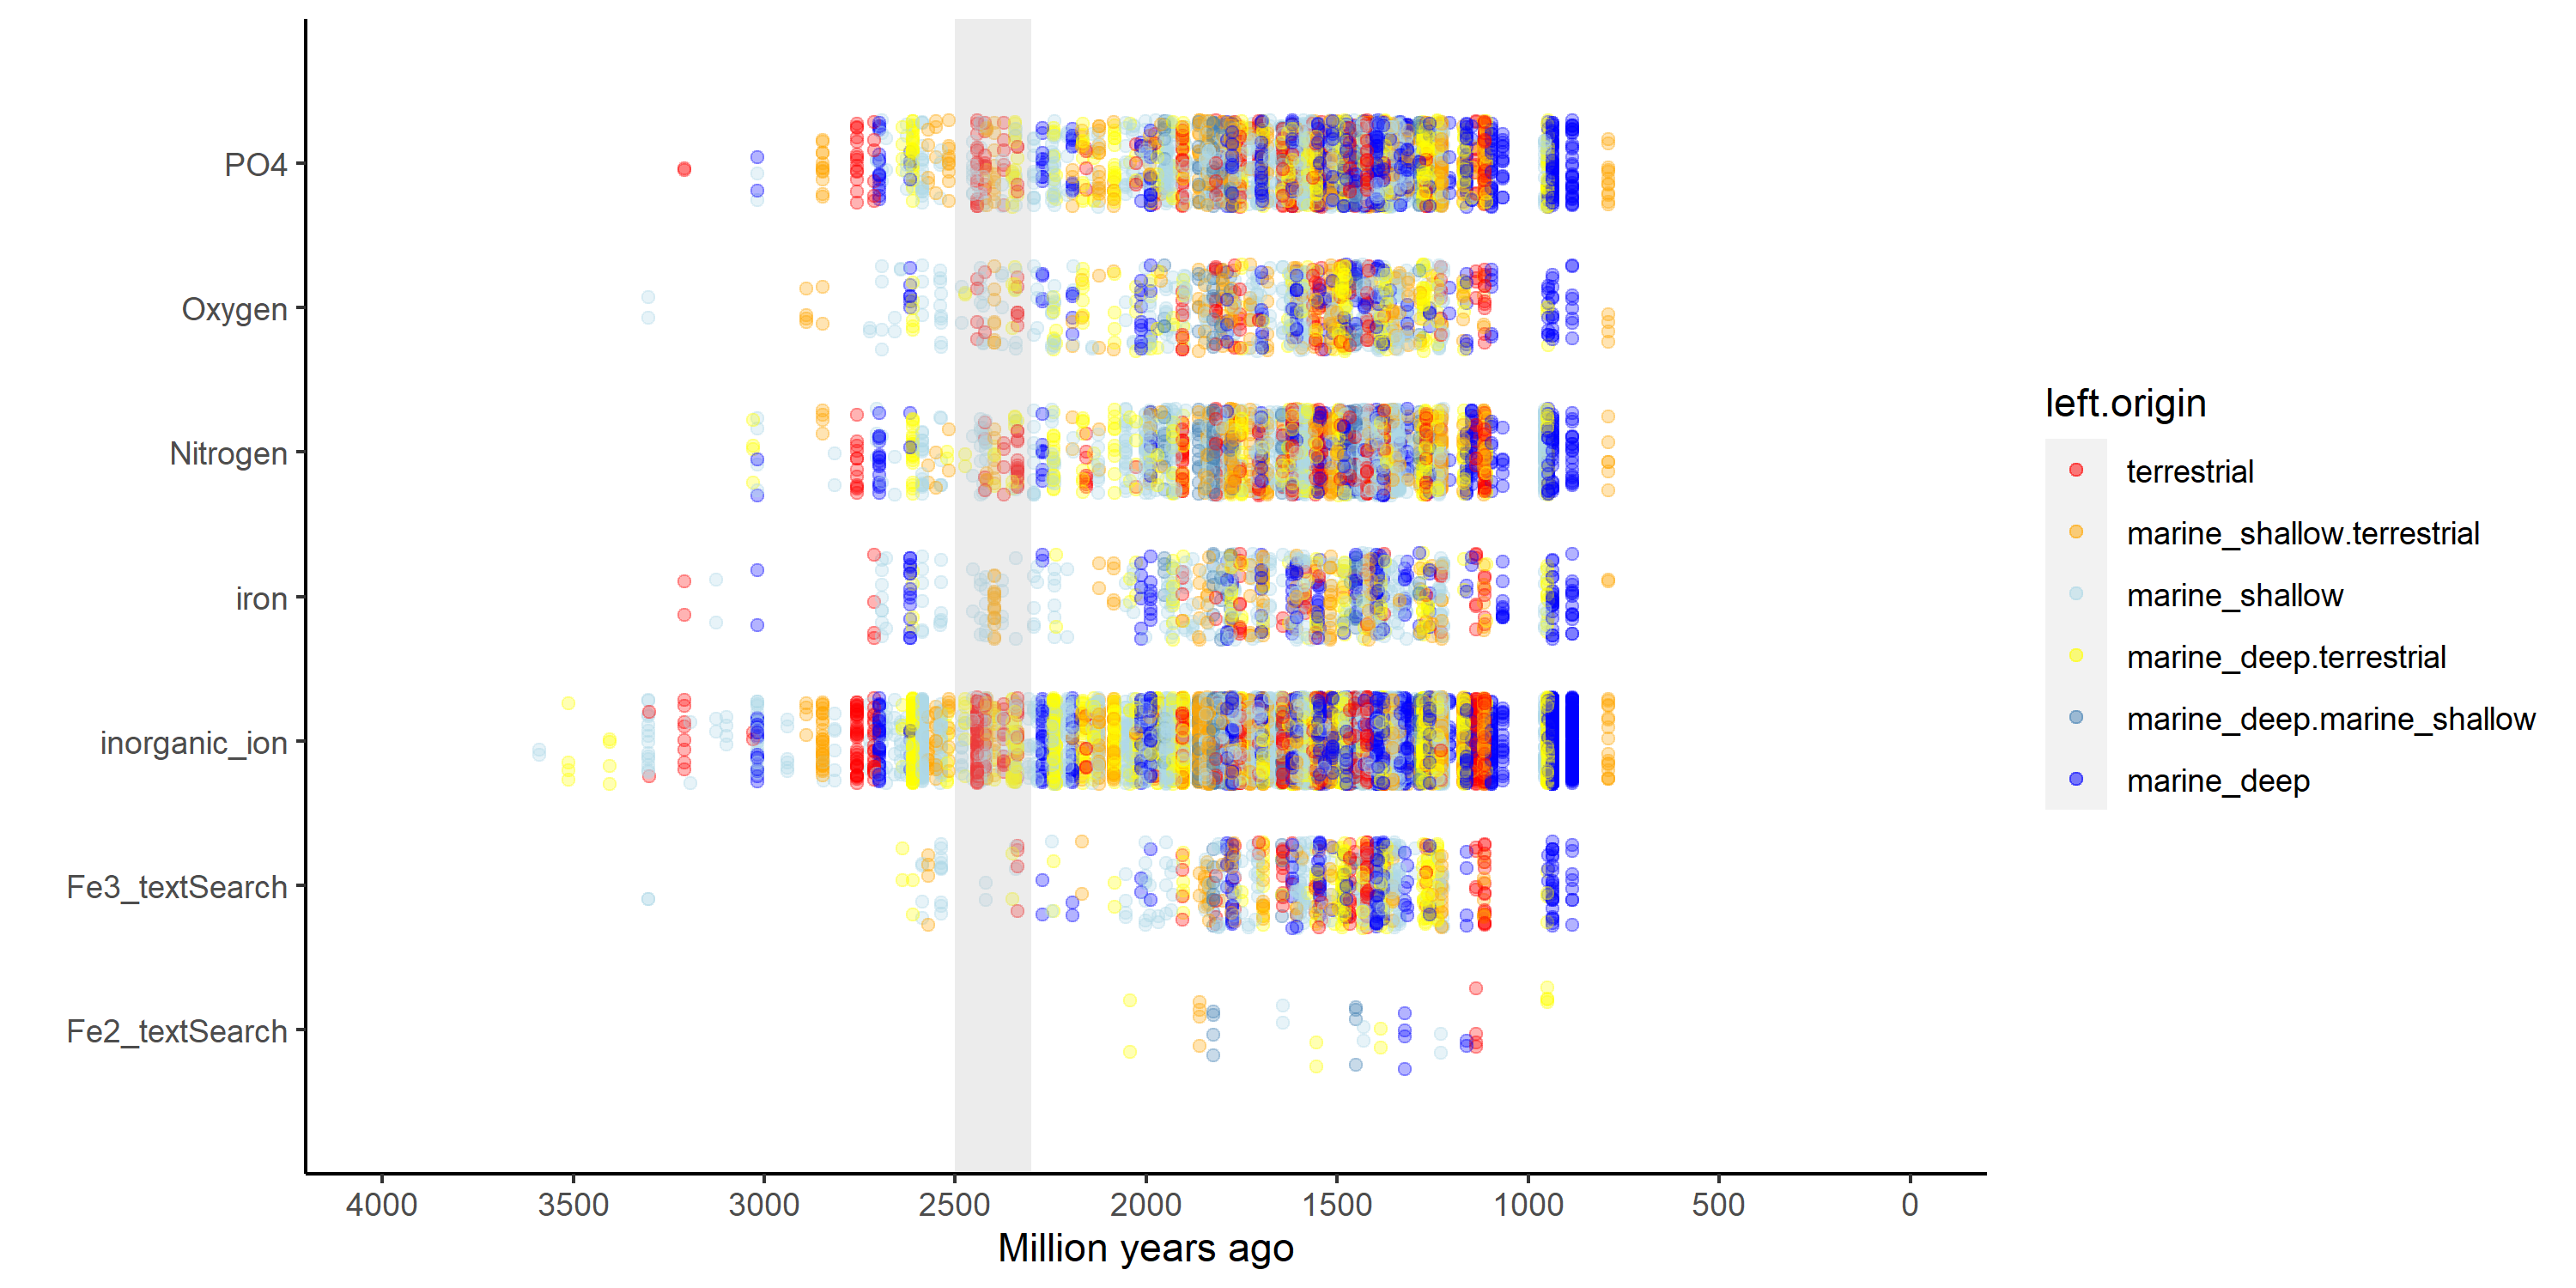 PO4
Oxygen
Nitrogen
iron
inorganic_ion
Fe3_textSearch
Fe2_textSearch
4000 3500 3000 2500 2000 1500 1000 500 0
Million years ago
left.origin
terrestrial
marine_shallow.terrestrial
marine_shallow
marine_deep.terrestrial
marine_deep.marine_shallow
marine_deep